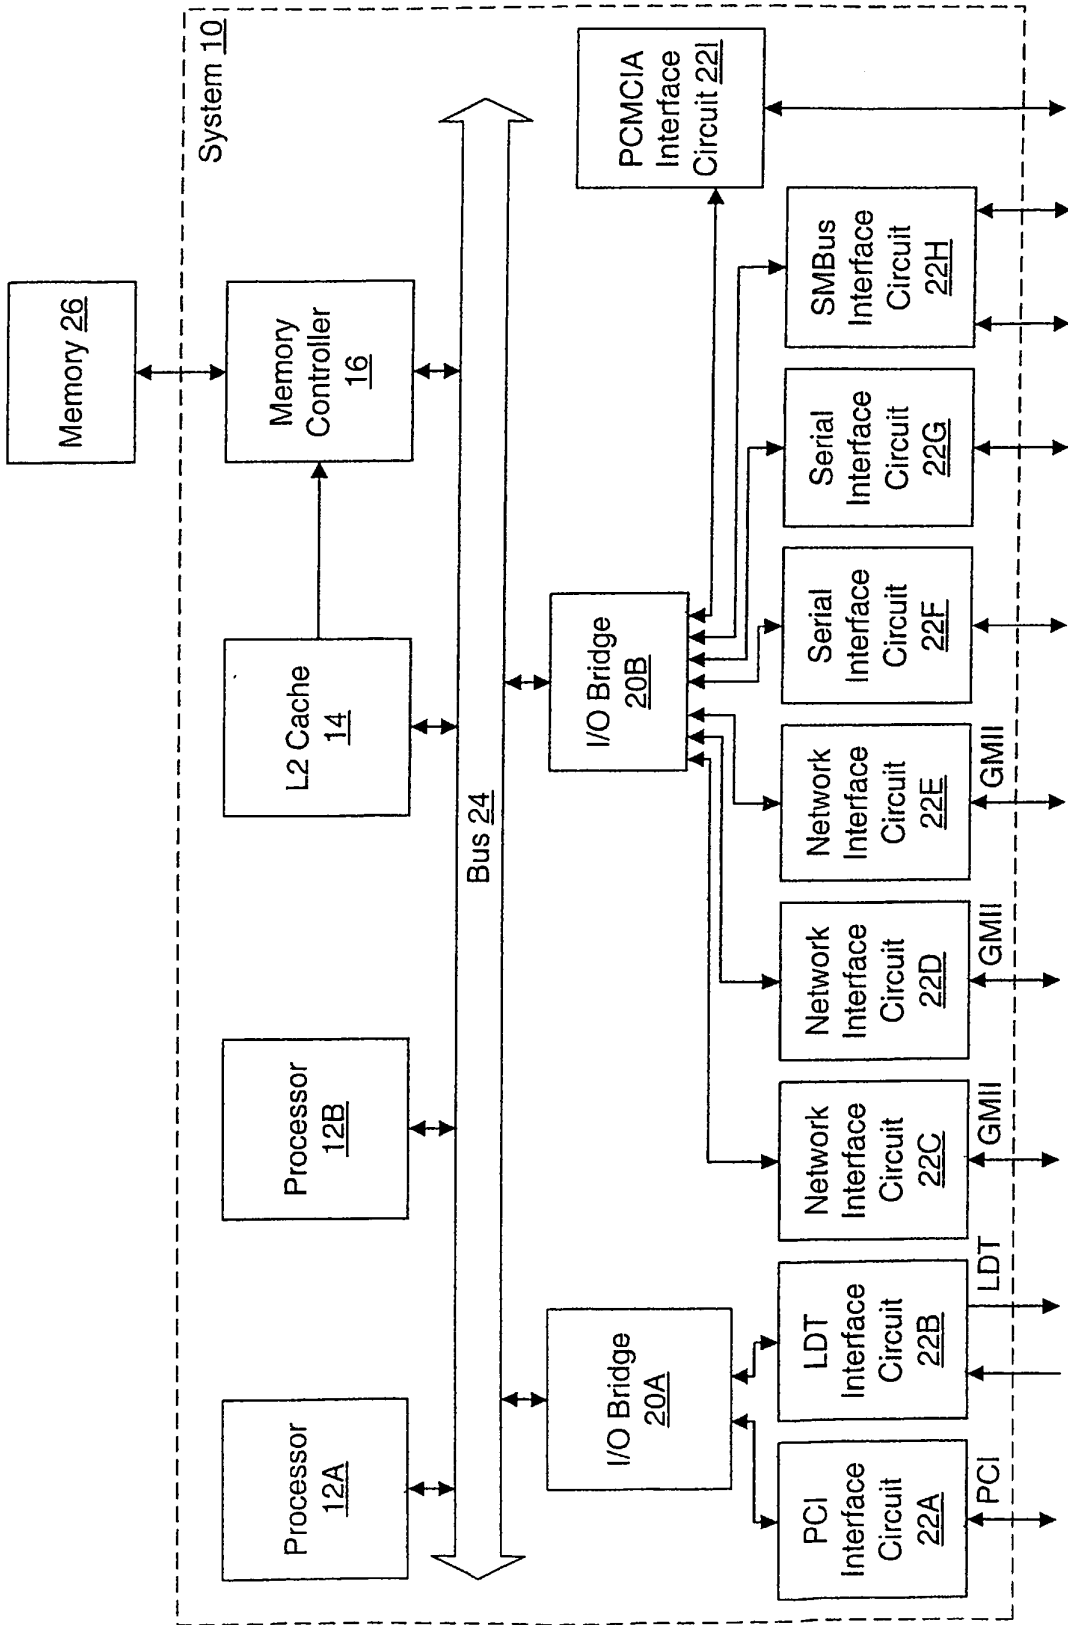 System 10
Memory 26
Processor
12A
Processor
12B
L2 Cache
14
Memory
Controller
16
Bus 24
I/O Bridge
20A
I/O Bridge
20B
PCMCIA
Interface
Circuit 22I
PCI
Interface
Circuit
22A
LDT
Interface
Circuit
22B
Network
Interface
Circuit
22C
Network
Interface
Circuit
22D
Network
Interface
Circuit
22E
Serial
Interface
Circuit
22F
Serial
Interface
Circuit
22G
SMBus
Interface
Circuit
22H
PCI
LDT
GMII
GMII
GMII